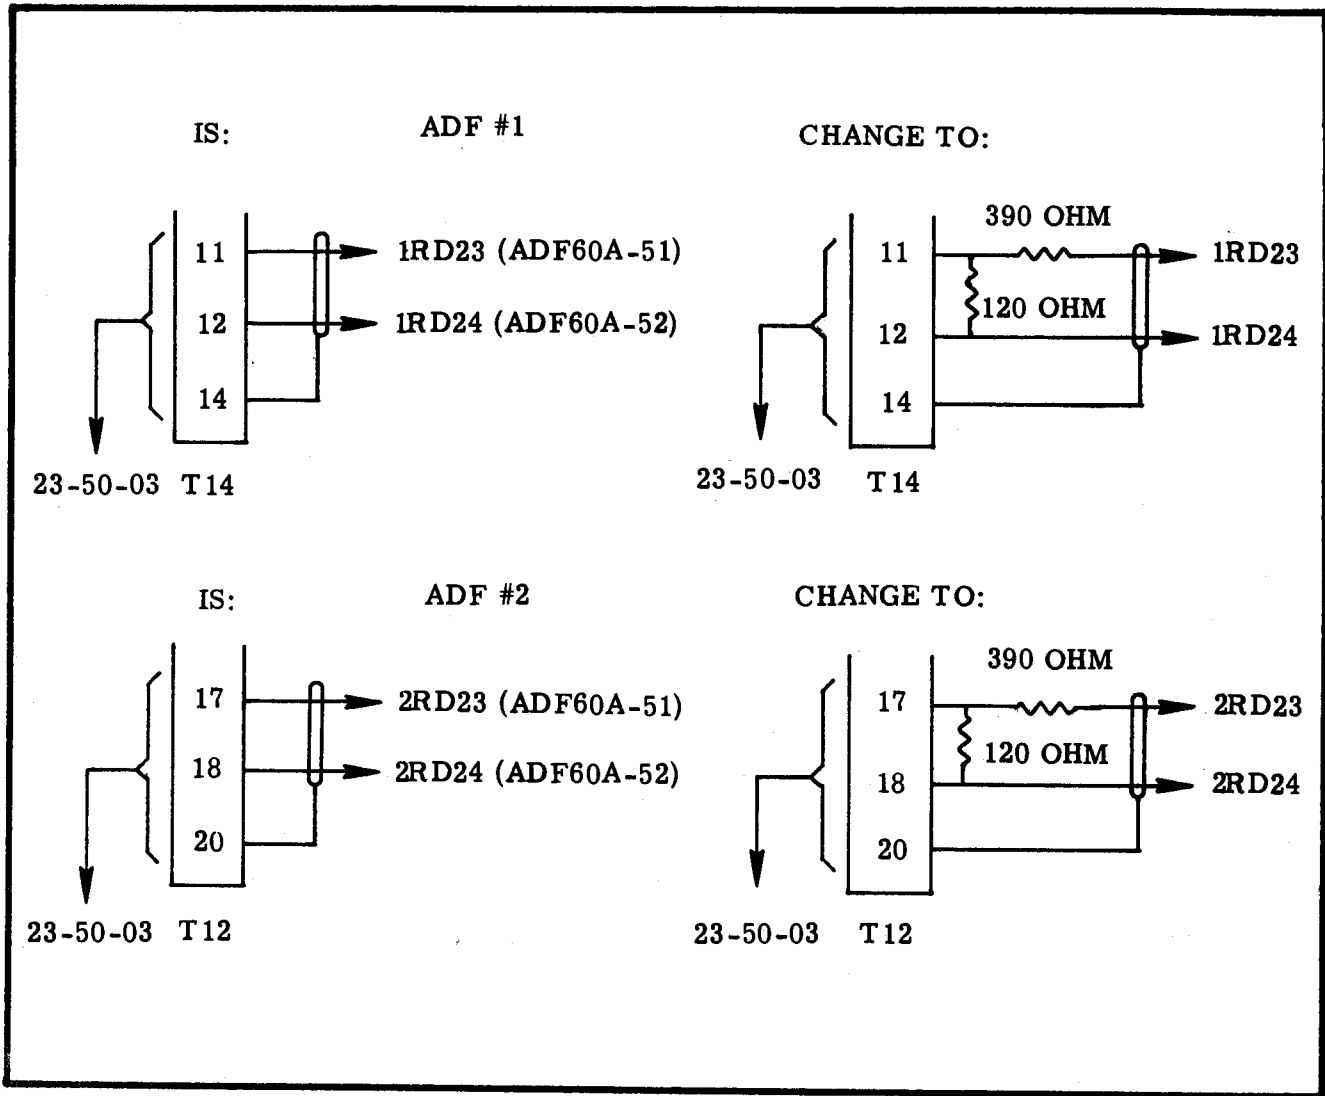 IS: ADF #1 CHANGE TO:
11 1RD23 (ADF60A-51)
12 1RD24 (ADF60A-52)
14
23-50-03 T14
390 OHM
11 1RD23
120 OHM
12 1RD24
14
23-50-03 T14
IS: ADF #2 CHANGE TO:
17 2RD23 (ADF60A-51)
18 2RD24 (ADF60A-52)
20
23-50-03 T12
390 OHM
17 2RD23
120 OHM
18 2RD24
20
23-50-03 T12